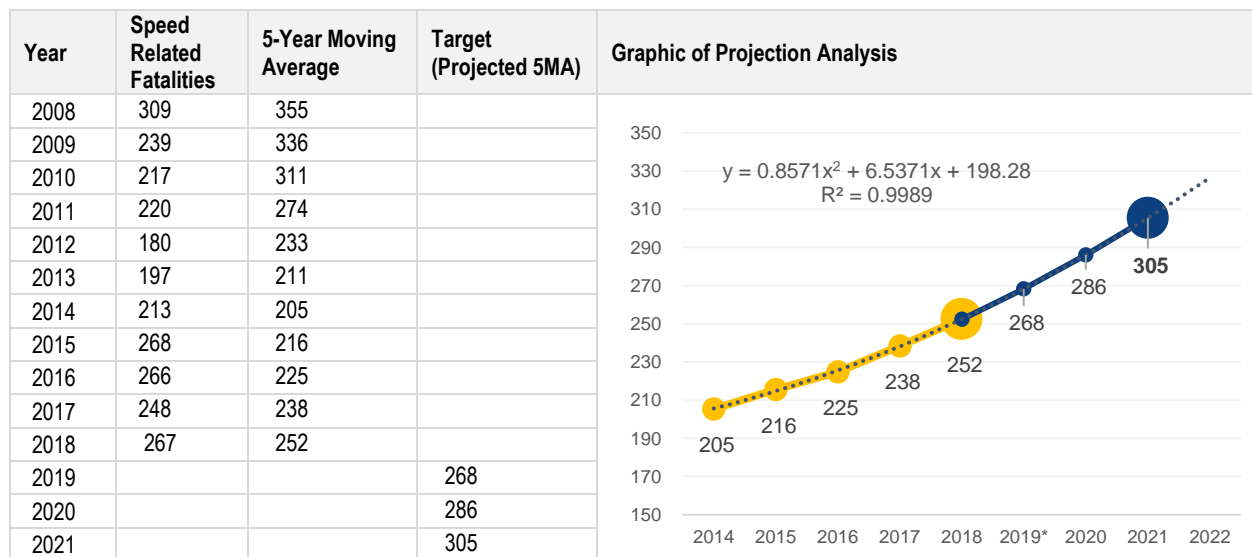 Year Speed Related Fatalities 5-Year Moving Average Target (Projected 5MA) Graphic of Projection Analysis
2008 309 355
2009 239 336
2010 217 311
2011 220 274
2012 180 233
2013 197 211
2014 213 205
2015 268 216
2016 266 225
2017 248 238
2018 267 252
2019 268
2020 286
2021 305
350
330
310
290
270
250
230
210
190
170
150
y = 0.8571x² + 6.5371x + 198.28
R² = 0.9989
205
216
225
238
252
268
286
305
2014 2015 2016 2017 2018 2019* 2020 2021 2022